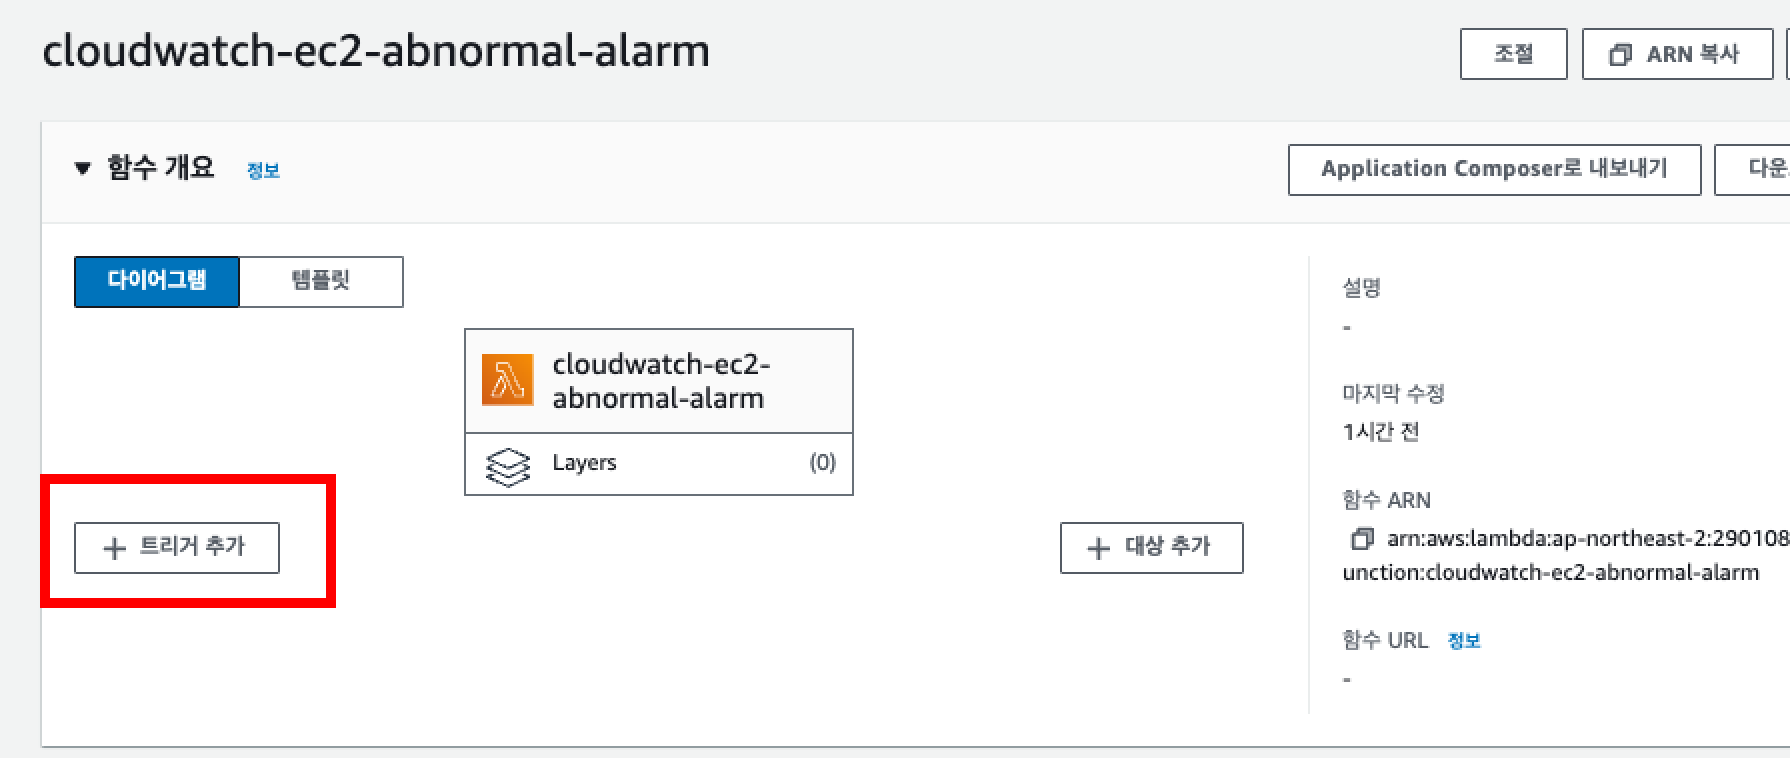 cloudwatch-ec2-abnormal-alarm
조절
ARN 복사
함수 개요 정보
Application Composer로 내보내기
다운
다이어그램
템플릿
cloudwatch-ec2-
abnormal-alarm
Layers (0)
+ 트리거 추가
+ 대상 추가
설명
-
마지막 수정
1시간 전
함수 ARN
arn:aws:lambda:ap-northeast-2:290108
unction:cloudwatch-ec2-abnormal-alarm
함수 URL 정보
-